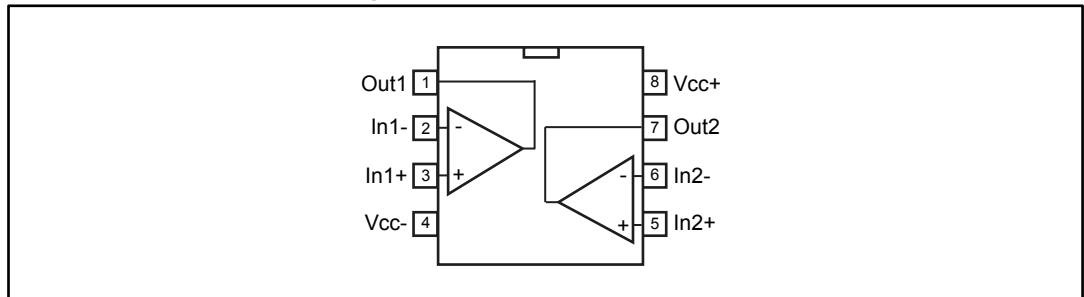 Out1 1
In1- 2 -
In1+ 3 +
Vcc- 4
8 Vcc+
7 Out2
- 6 In2-
+ 5 In2+